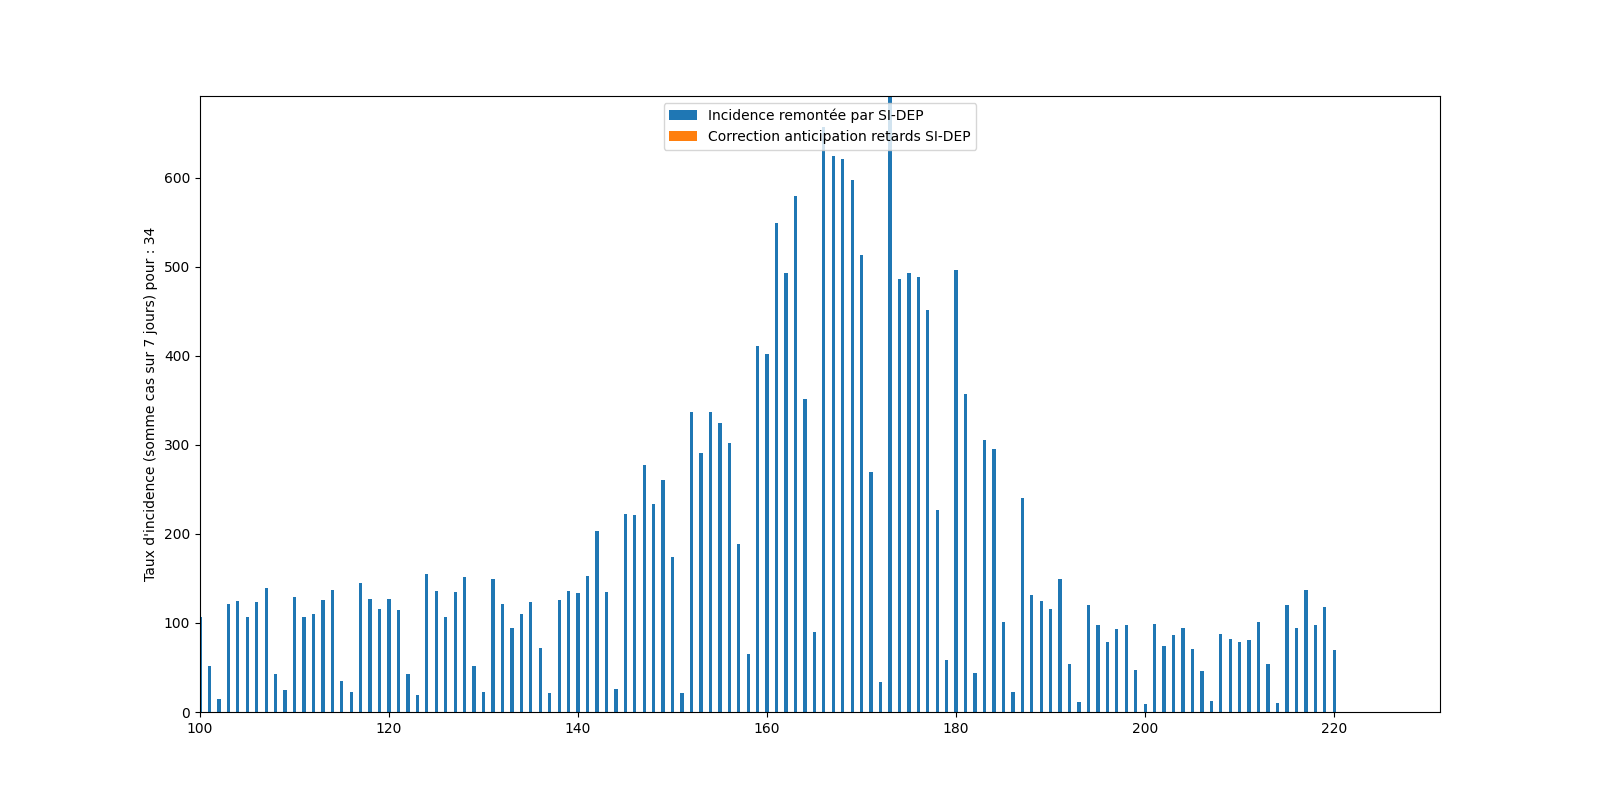 Incidence remontée par SI-DEP
Correction anticipation retards SI-DEP
Taux d'incidence (somme cas sur 7 jours) pour : 34
600
500
400
300
200
100
0
100 120 140 160 180 200 220